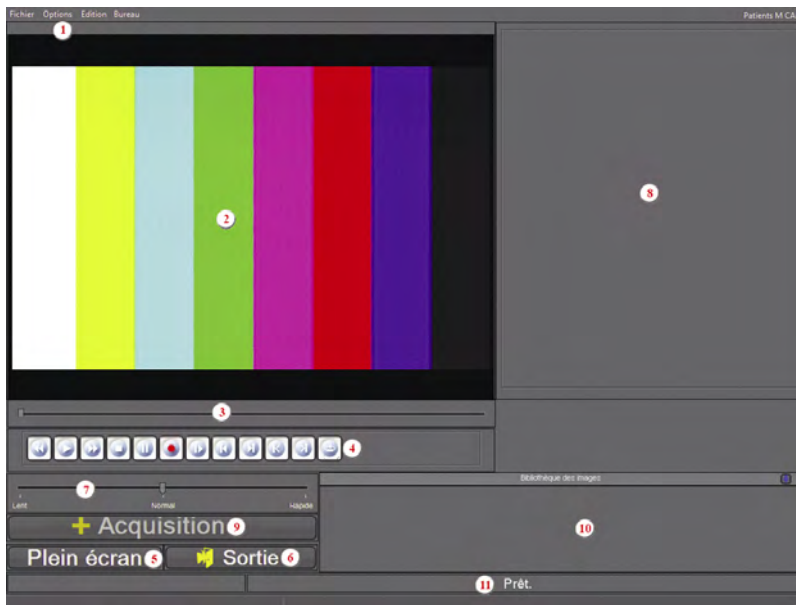 Fichier Options Edition Bureau
Patients M CA
1
2
8
3
4
7
Lent Normal Rapide
Bibliothèque des images
+ Acquisition 9
10
Plein écran 5
Sortie 6
11 Prêt.